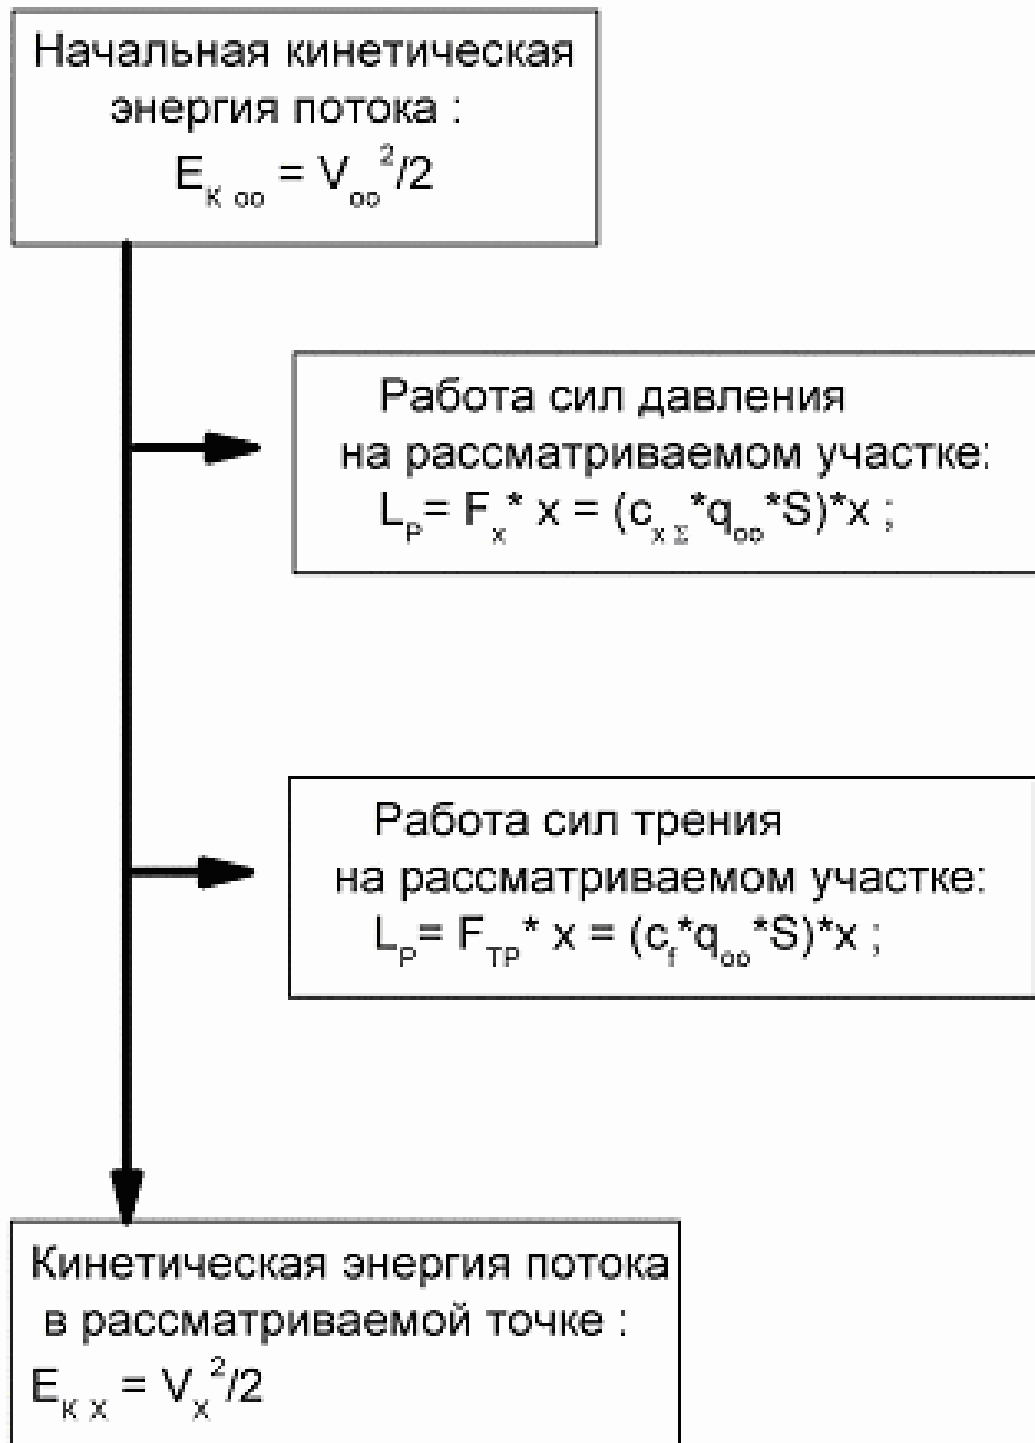 Начальная кинетическая
энергия потока :
E_K oo = V_oo^2/2
Работа сил давления
на рассматриваемом участке:
L_P= F_x* x = (c_x Σ*q_oo*S)*x ;
Работа сил трения
на рассматриваемом участке:
L_P= F_ТР* x = (c_f*q_oo*S)*x ;
Кинетическая энергия потока
в рассматриваемой точке :
E_K X = V_X^2/2